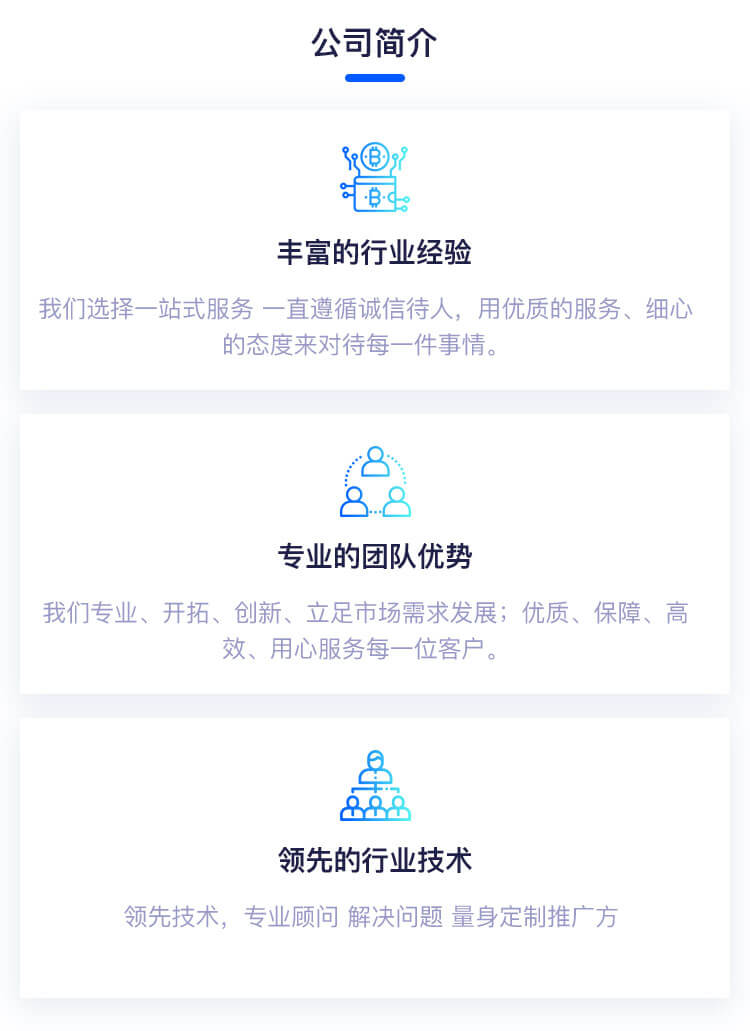 公司简介
丰富的行业经验
我们选择一站式服务 一直遵循诚信待人，用优质的服务、细心
的态度来对待每一件事情。
专业的团队优势
我们专业、开拓、创新、立足市场需求发展；优质、保障、高
效、用心服务每一位客户。
领先的行业技术
领先技术，专业顾问 解决问题 量身定制推广方